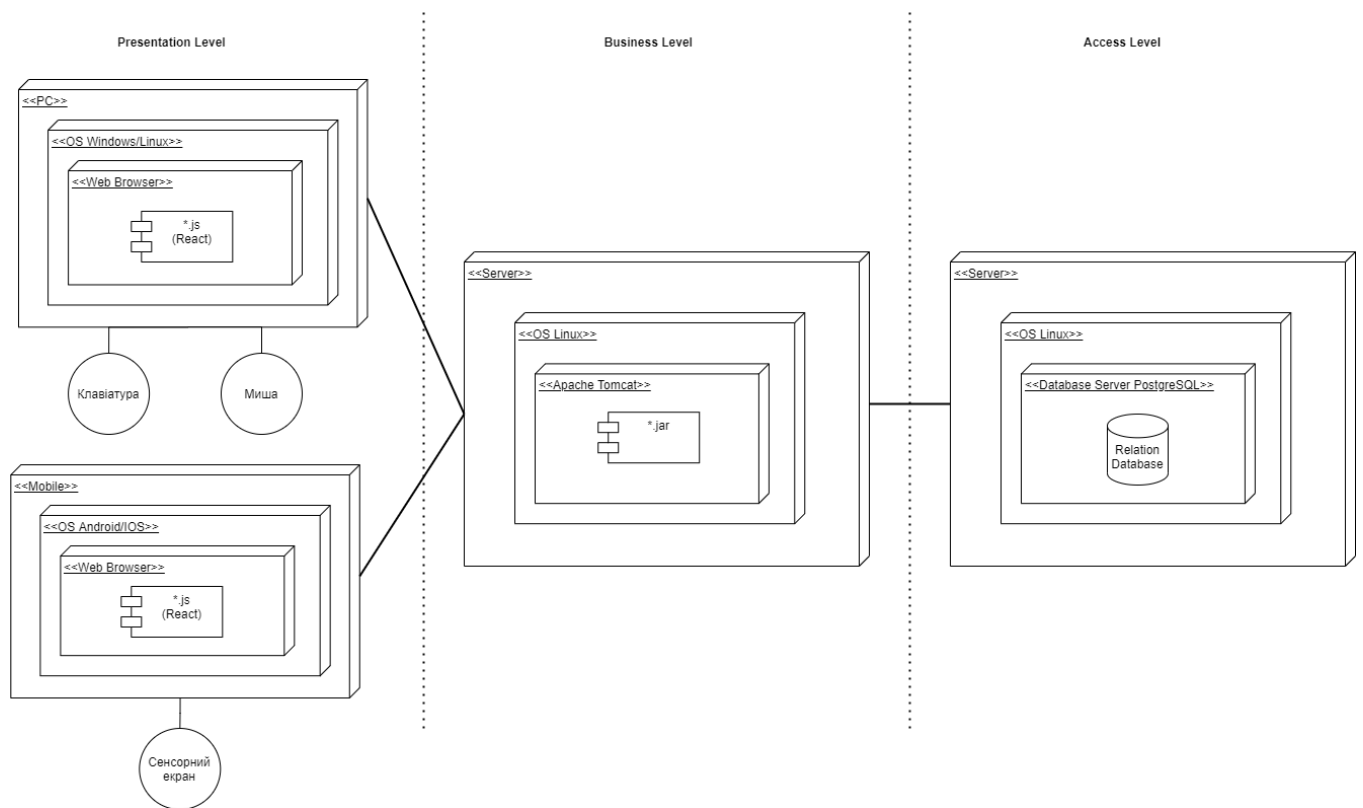 Presentation Level
Business Level
Access Level
<<PC>>
<<OS Windows/Linux>>
<<Web Browser>>
*.js
(React)
Клавіатура
Миша
<<Mobile>>
<<OS Android/IOS>>
<<Web Browser>>
*.js
(React)
Сенсорний
екран
<<Server>>
<<OS Linux>>
<<Apache Tomcat>>
*.jar
<<Server>>
<<OS Linux>>
<<Database Server PostgreSQL>>
Relation
Database